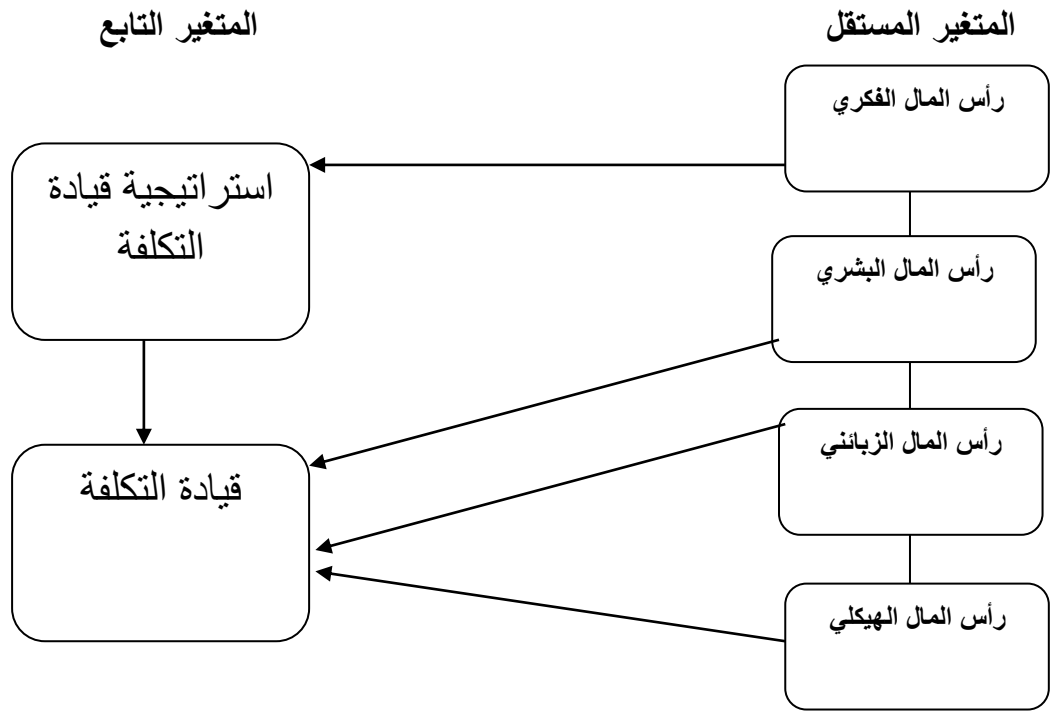 المتغير المستقل
المتغير التابع
رأس المال الفكري
استراتيجية قيادة
التكلفة
رأس المال البشري
رأس المال الزبائني
قيادة التكلفة
رأس المال الهيكلي